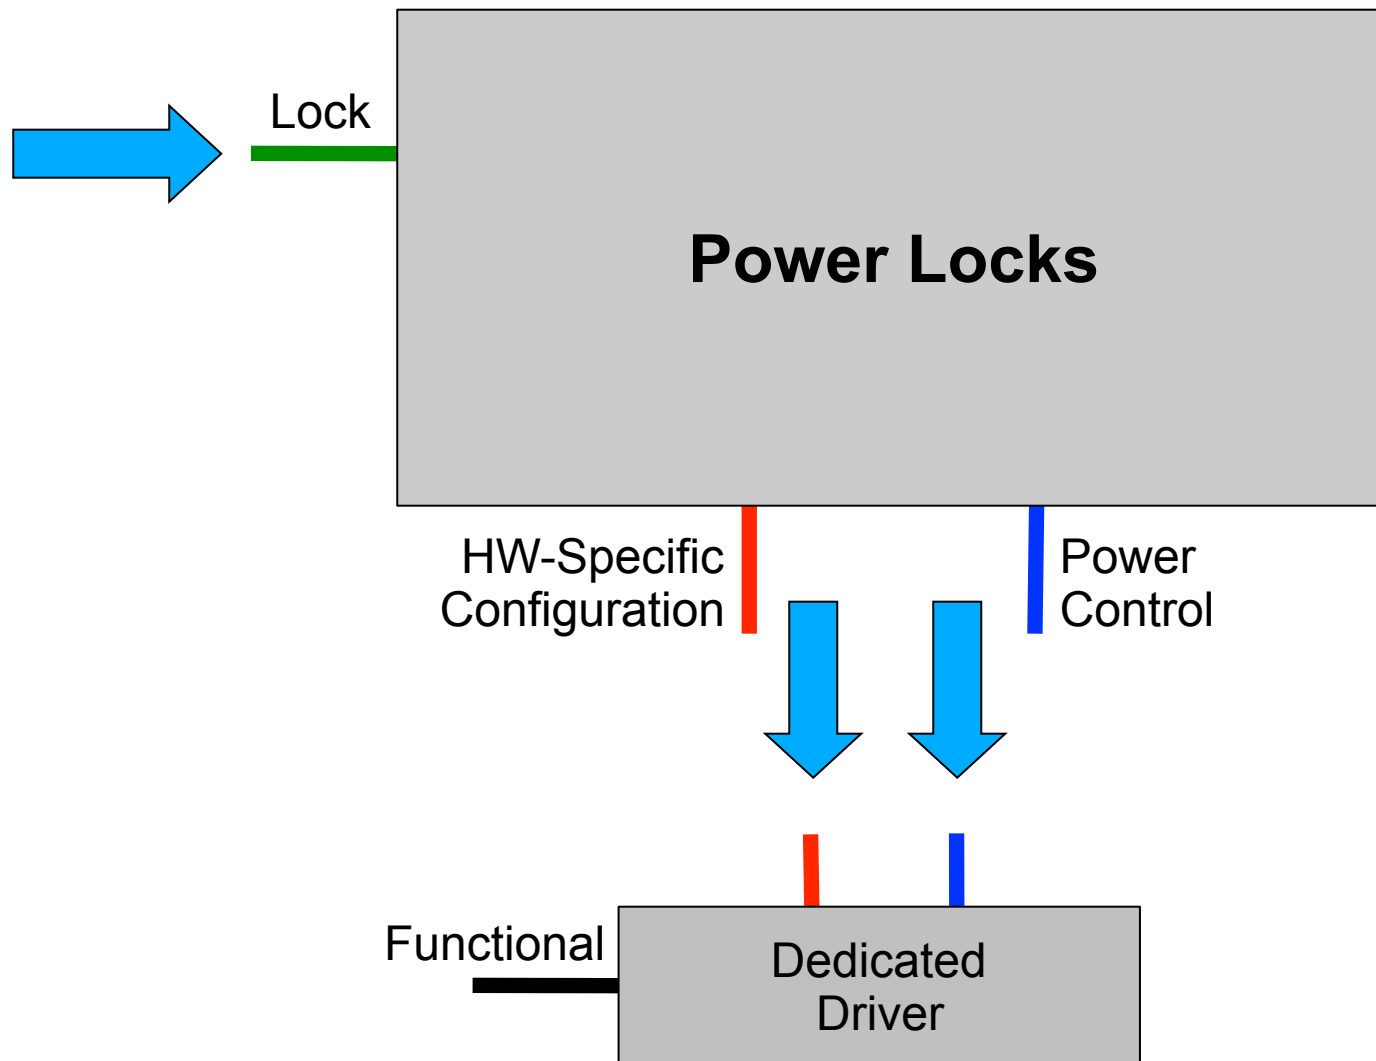 Lock
Power Locks
HW-Specific
Configuration
Power
Control
Functional
Dedicated
Driver